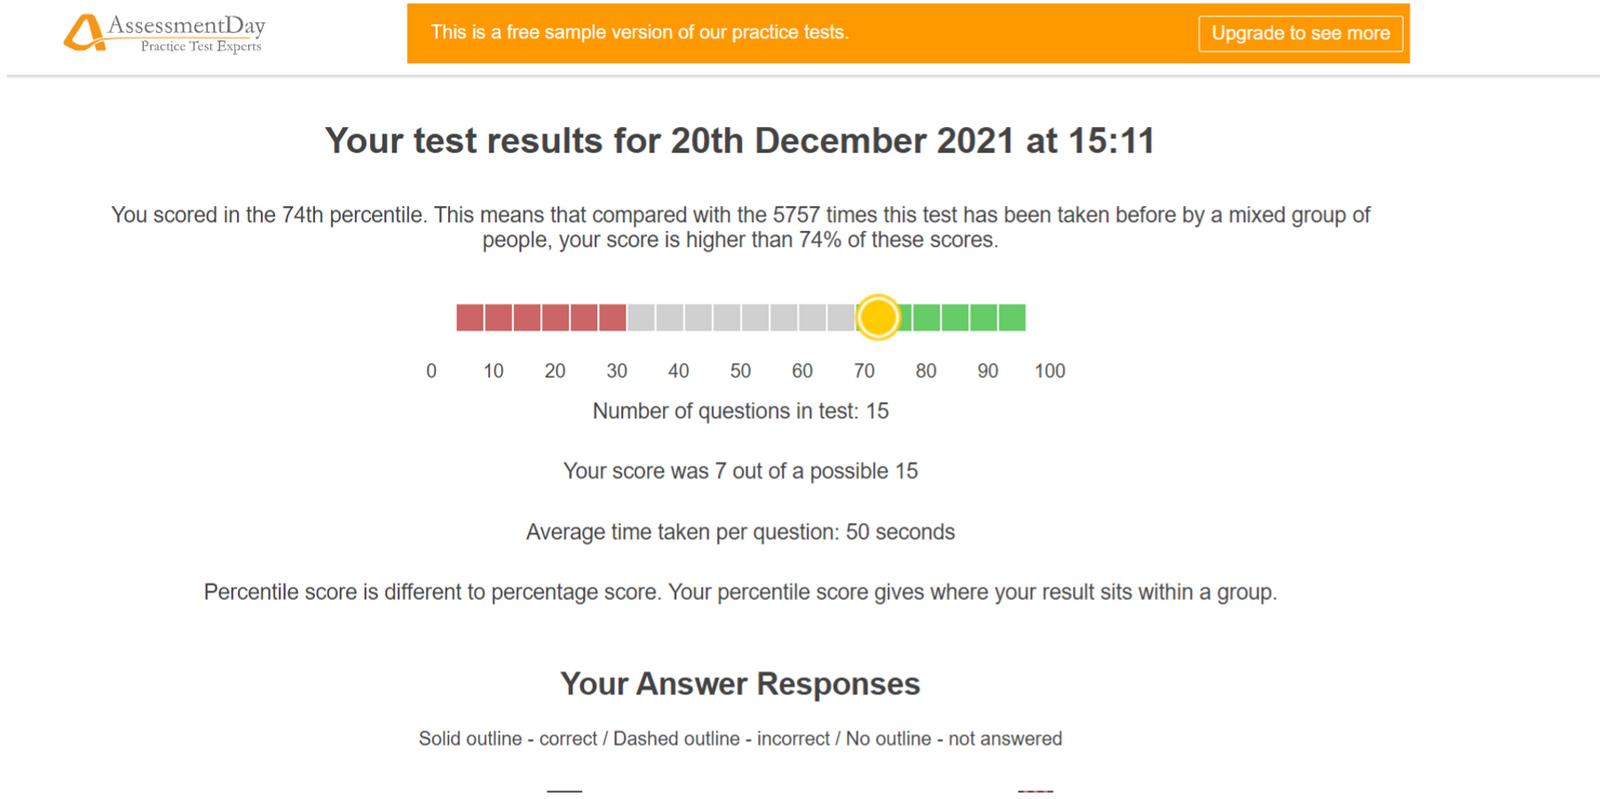 AssessmentDay
Practice Test Experts
This is a free sample version of our practice tests.
Upgrade to see more
Your test results for 20th December 2021 at 15:11
You scored in the 74th percentile. This means that compared with the 5757 times this test has been taken before by a mixed group of
people, your score is higher than 74% of these scores.
0 10 20 30 40 50 60 70 80 90 100
Number of questions in test: 15
Your score was 7 out of a possible 15
Average time taken per question: 50 seconds
Percentile score is different to percentage score. Your percentile score gives where your result sits within a group.
Your Answer Responses
Solid outline - correct / Dashed outline - incorrect / No outline - not answered